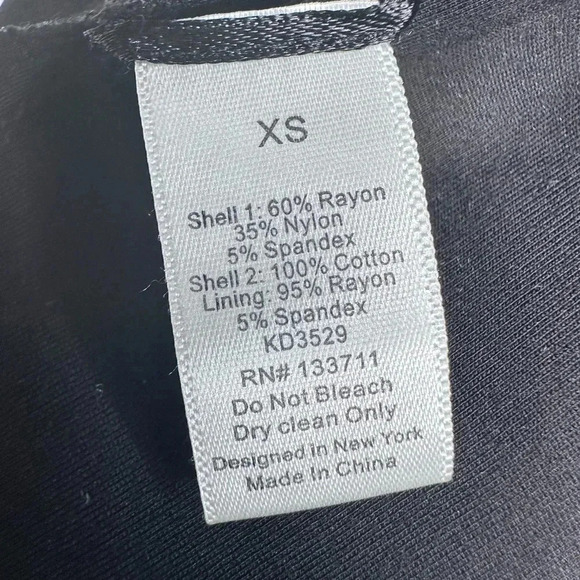 XS
Shell 1: 60% Rayon
35% Nylon
5% Spandex
Shell 2: 100% Cotton
Lining: 95% Rayon
5% Spandex
KD3529
RN# 133711
Do Not Bleach
Dry clean Only
Designed in New York
Made In China